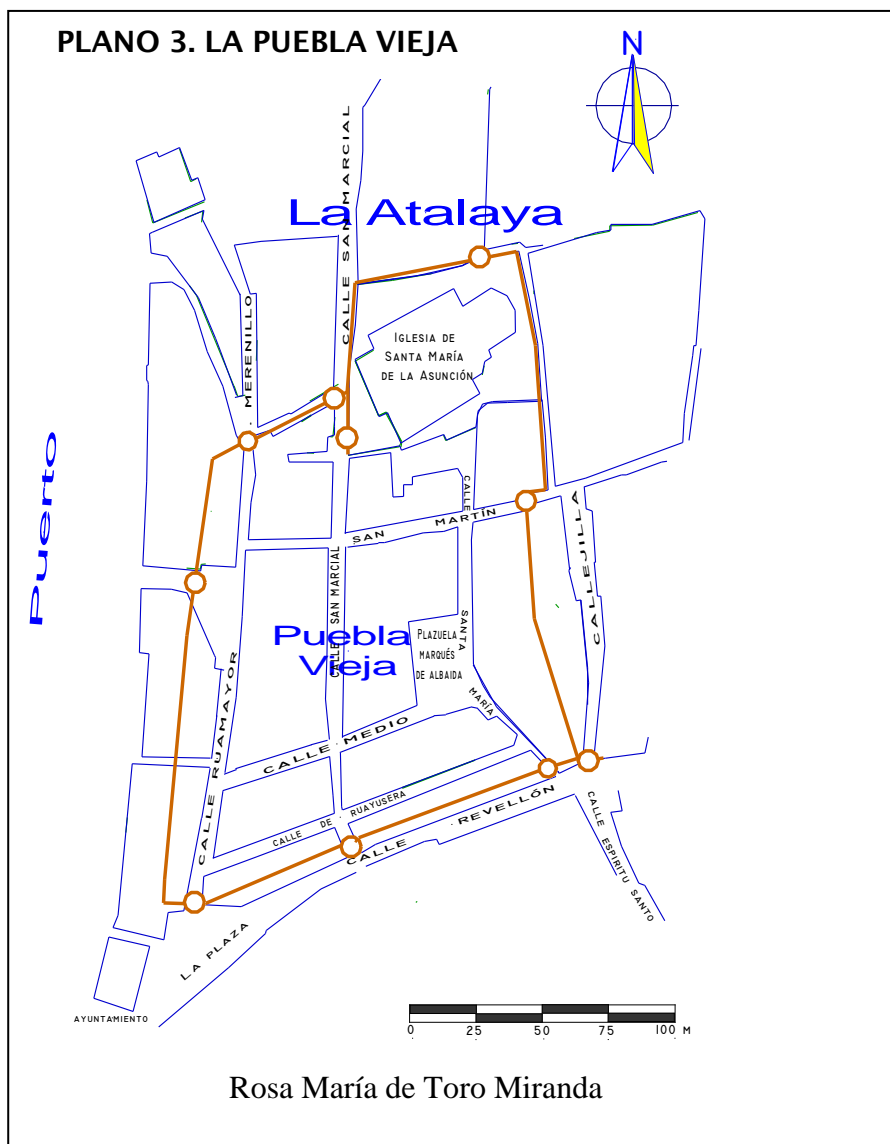 PLANO 3. LA PUEBLA VIEJA
N
CALLE SAN MARCIAL
La Atalaya
MERENILLO
IGLESIA DE
SANTA MARÍA
DE LA ASUNCIÓN
Puerto
CALLE
SAN MARTÍN
CALLEJILLA
CALLE SAN MARCIAL
Puebla
Vieja
PLAZUELA
MARQUÉS
DE ALBAIDA
SANTA
MARÍA
CALLE RUAMAYOR
CALLE MEDIO
CALLE DE RUAYUSERA
CALLE REVELLÓN
CALLE ESPIRITU SANTO
LA PLAZA
AYUNTAMIENTO
0 25 50 75 100 M
Rosa María de Toro Miranda